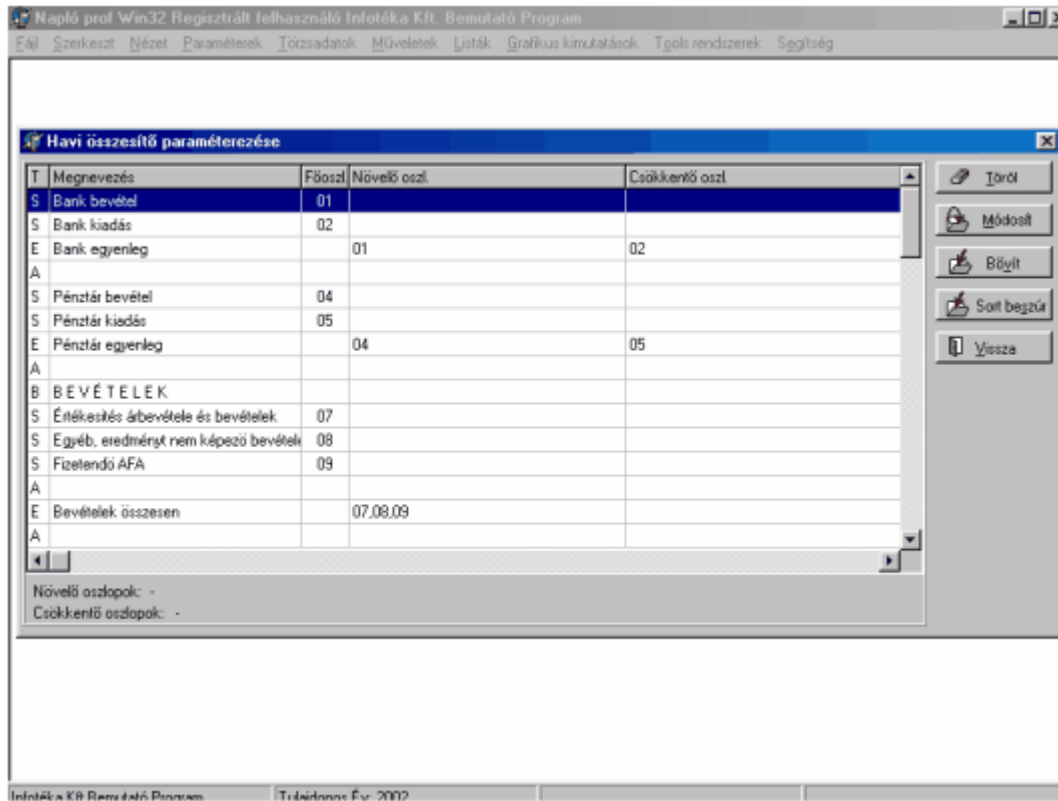 Napló prof Win32 Regisztrált felhasználó Infotéka Kft. Bemutató Program
Fájl Szerkeszt Nézet Paraméterek Törzsadatok Műveletek Listák Grafikus kimutatások Tools rendszerek Segítség
Havi összesítő paraméterezése
T Megnevezés Főoszl. Növelő oszl. Csökkentő oszl.
S Bank bevétel 01
S Bank kiadás 02
E Bank egyenleg 01 02
A
S Pénztár bevétel 04
S Pénztár kiadás 05
E Pénztár egyenleg 04 05
A
B B E V É T E L E K
S Értékesítés árbevétele és bevételek 07
S Egyéb, eredményt nem képező bevétele 08
S Fizetendő ÁFA 09
A
E Bevételek összesen 07,08,09
A
Töröl
Módosít
Bővít
Sort beszúr
Vissza
Növelő oszlopok: -
Csökkentő oszlopok: -
Infotéka Kft Bemutató Program Tulajdonos Év: 2002